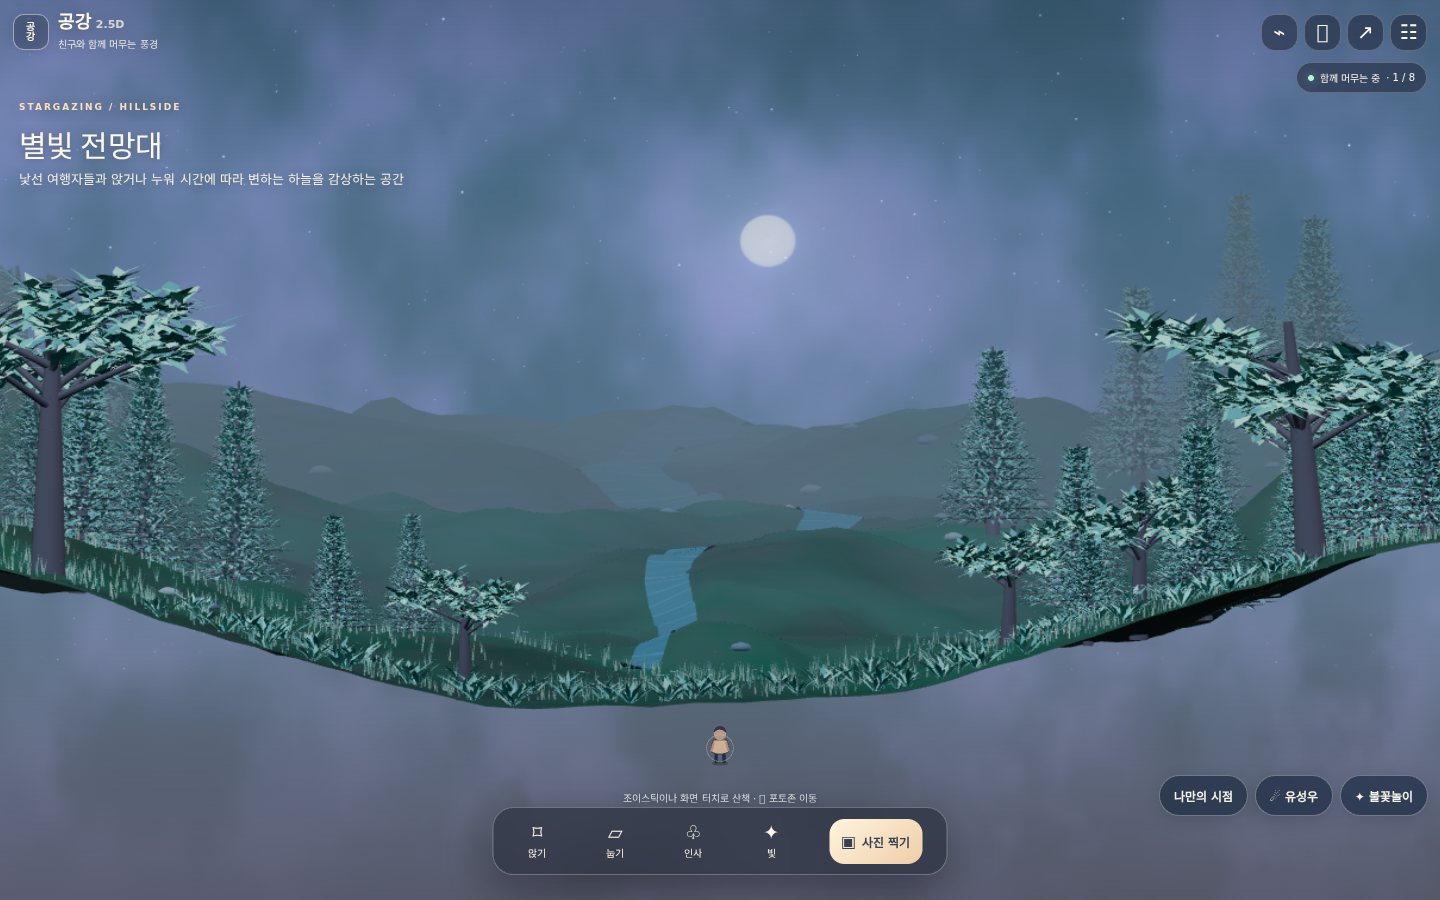 공
강
공강 2.5D
친구와 함께 머무는 풍경
함께 머무는 중 · 1 / 8
STARGAZING / HILLSIDE
별빛 전망대
낯선 여행자들과 앉거나 누워 시간에 따라 변하는 하늘을 감상하는 공간
나만의 시점
☄ 유성우
✦ 불꽃놀이
조이스틱이나 화면 터치로 산책 · 포토존 이동
앉기
눕기
인사
빛
사진 찍기